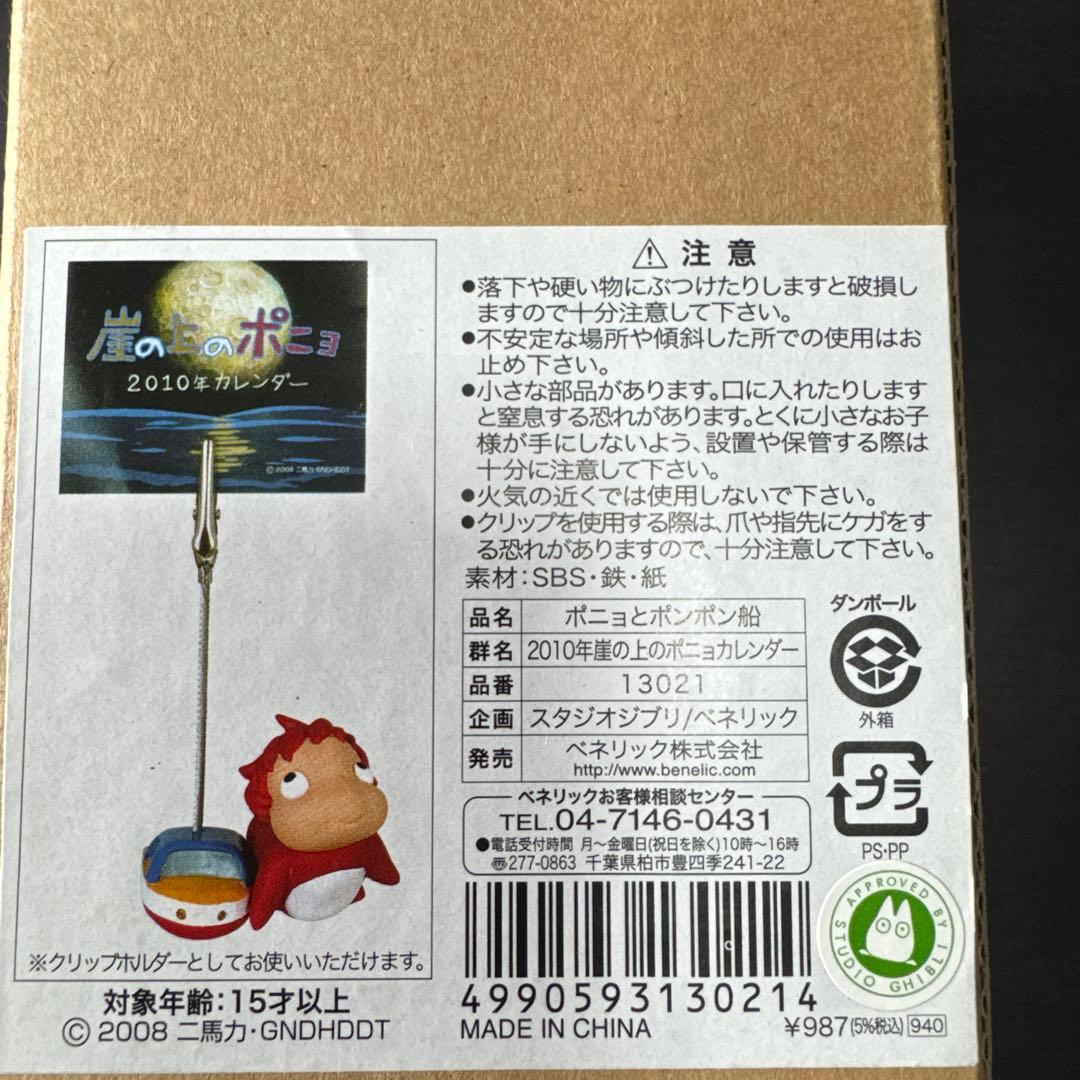 崖の上のポニョ
2010年カレンダー
©2008 二馬力・GNDHDDT
※クリップホルダーとしてお使いいただけます。
対象年齢:15才以上
© 2008 二馬力・GNDHDDT
⚠ 注意
●落下や硬い物にぶつけたりしますと破損し
ますので十分注意して下さい。
●不安定な場所や傾斜した所での使用はお
止め下さい。
●小さな部品があります。口に入れたりします
と窒息する恐れがあります。とくに小さなお子
様が手にしないよう、設置や保管する際は
十分に注意して下さい。
●火気の近くでは使用しないで下さい。
●クリップを使用する際は、爪や指先にケガをす
る恐れがありますので、十分注意して下さい。
素材:SBS・鉄・紙
品名 ポニョとポンポン船
群名 2010年崖の上のポニョカレンダー
品番 13021
企画 スタジオジブリ/ベネリック
発売 ベネリック株式会社
http://www.benelic.com
ベネリックお客様相談センター
TEL.04-7146-0431
●電話受付時間 月〜金曜日(祝日を除く)10時〜16時
〠277-0863 千葉県柏市豊四季241-22
4990593130214
MADE IN CHINA
¥987(5%税込) 940
ダンボール
外箱
プラ
PS・PP
APPROVED BY STUDIO GHIBLI